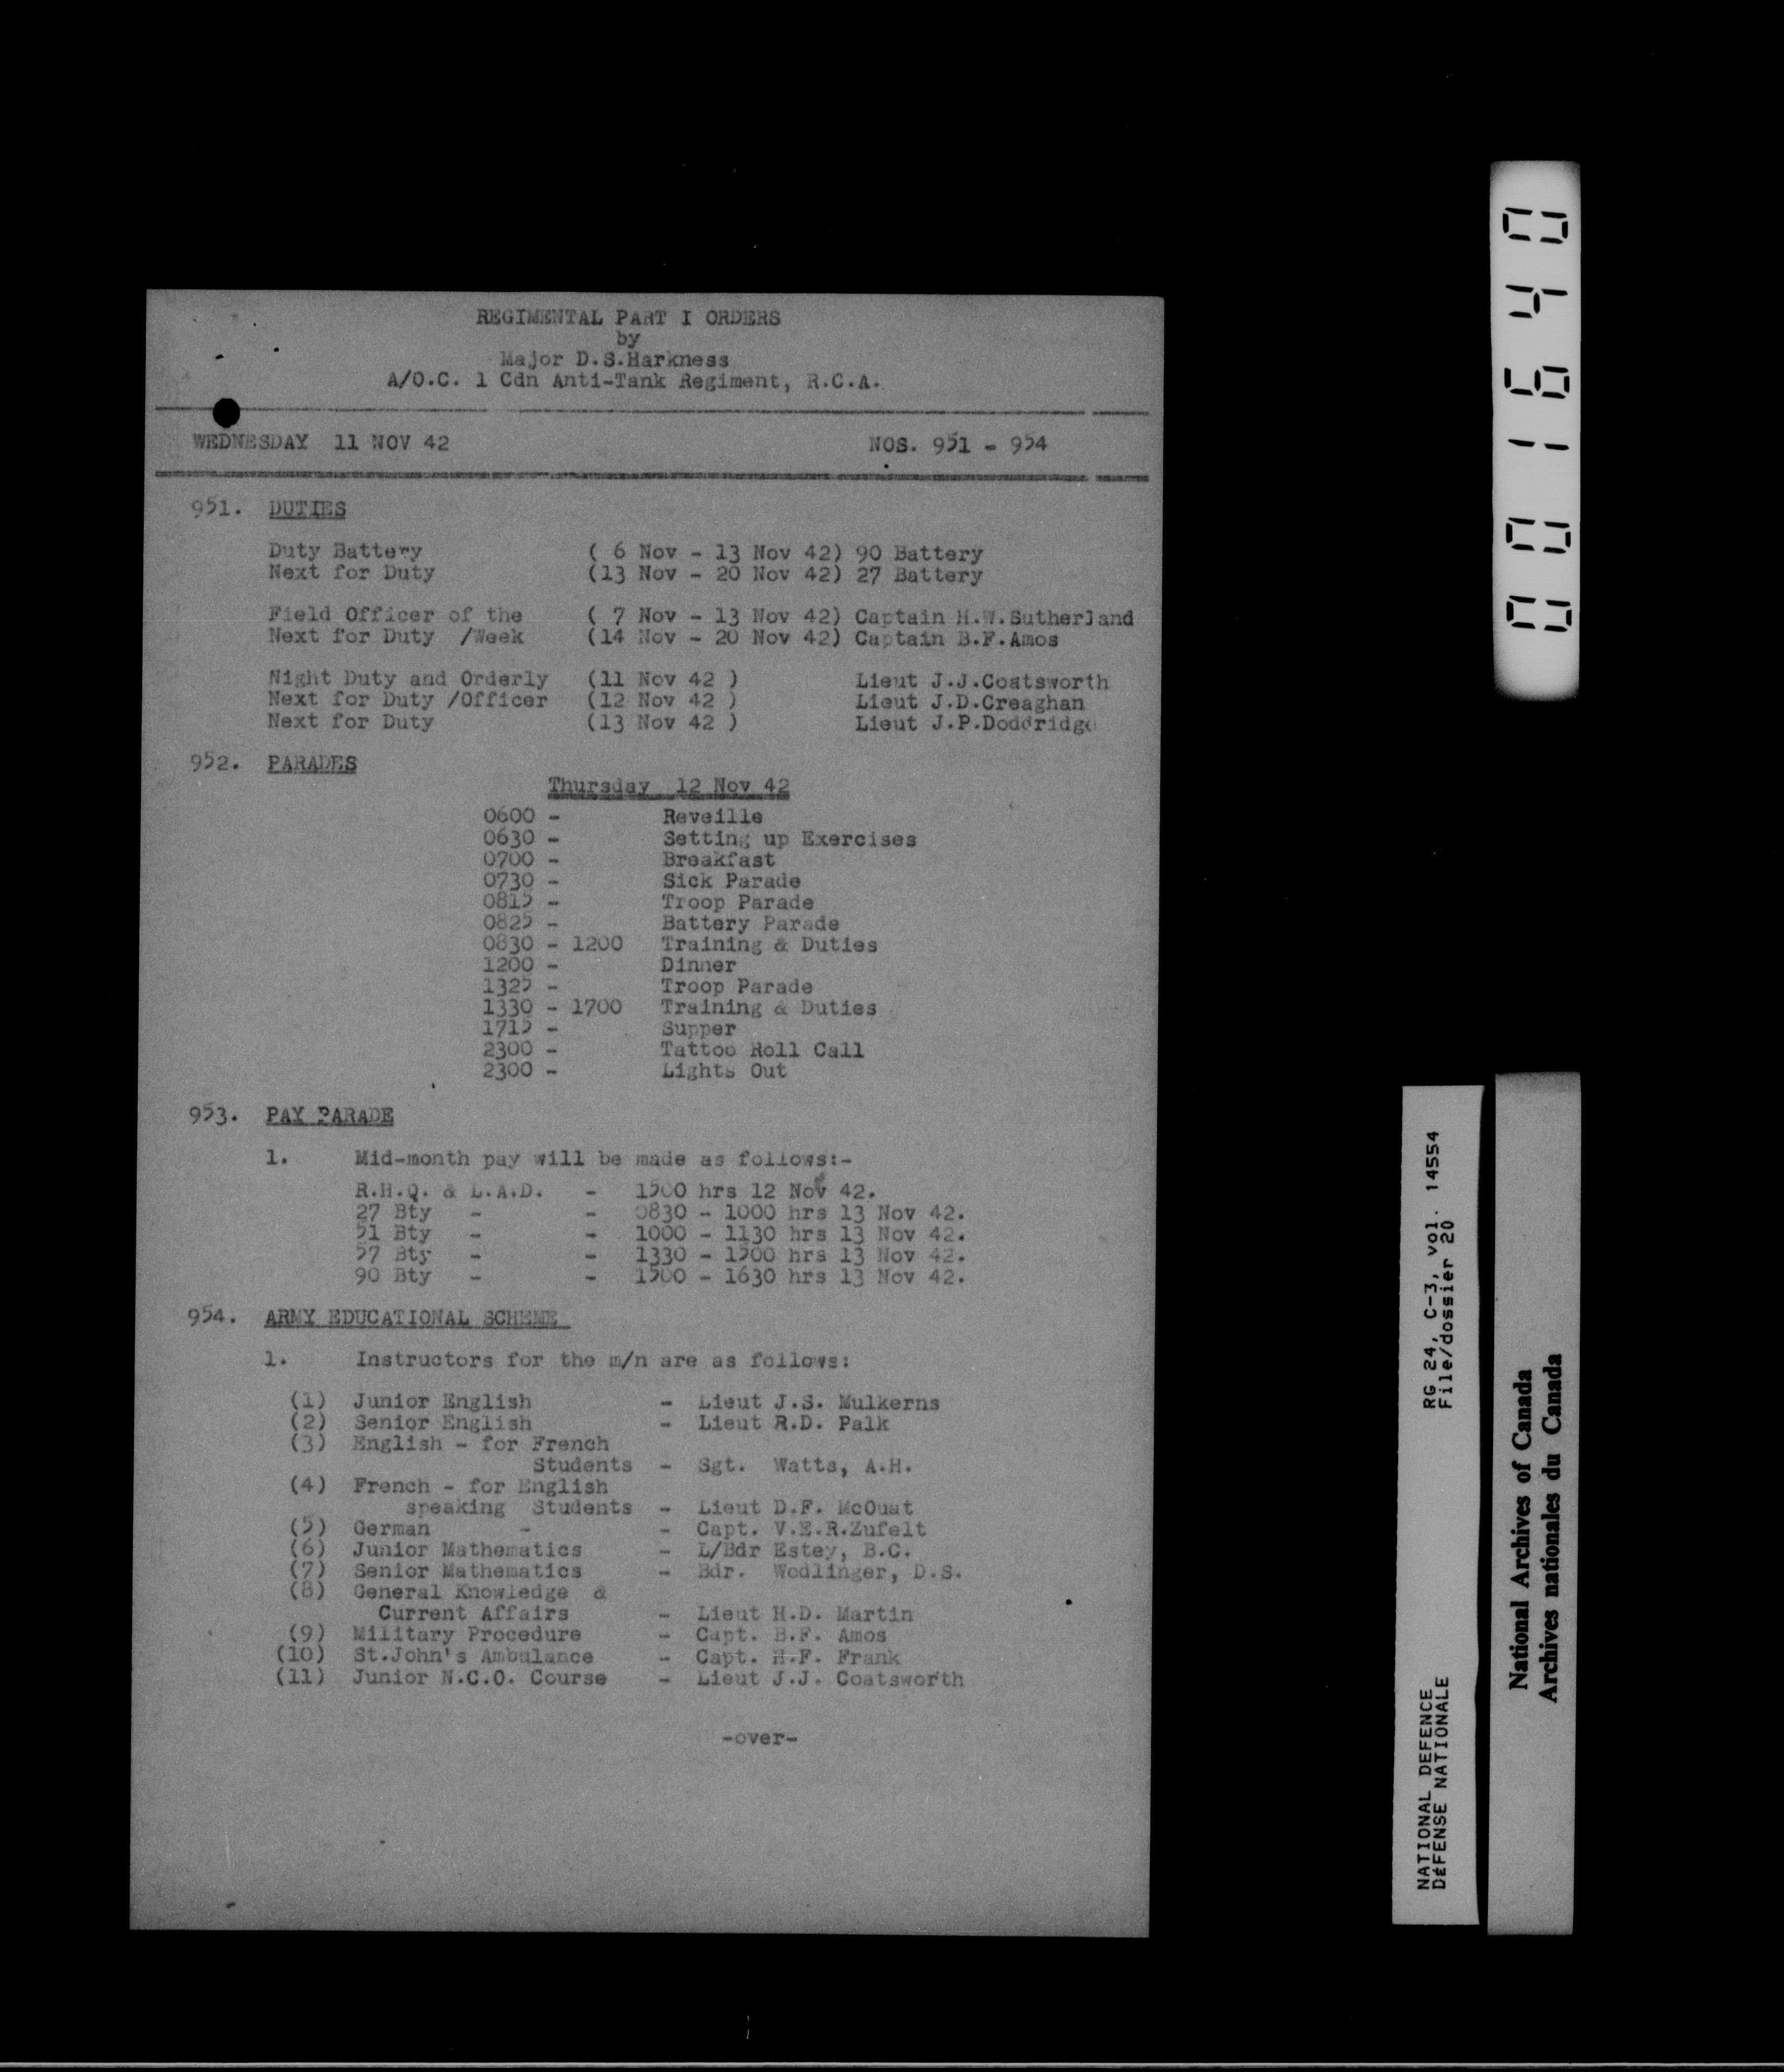 REGIMENTAL PART I ORDERS
by
Major D.S.Harkness
A/O.C. 1 Cdn Anti-Tank Regiment, R.C.A.
WEDNESDAY 11 NOV 42 NOS. 951 - 954
951. DUTIES
Duty Battery ( 6 Nov - 13 Nov 42) 90 Battery
Next for Duty (13 Nov - 20 Nov 42) 27 Battery
Field Officer of the ( 7 Nov - 13 Nov 42) Captain H.W.Sutherland
Next for Duty /Week (14 Nov - 20 Nov 42) Captain B.F.Amos
Night Duty and Orderly (11 Nov 42 ) Lieut J.J.Coatsworth
Next for Duty /Officer (12 Nov 42 ) Lieut J.D.Creaghan
Next for Duty (13 Nov 42 ) Lieut J.P.Doddridge
952. PARADES
Thursday 12 Nov 42
0600 - Reveille
0630 - Setting up Exercises
0700 - Breakfast
0730 - Sick Parade
0815 - Troop Parade
0825 - Battery Parade
0830 - 1200 Training & Duties
1200 - Dinner
1325 - Troop Parade
1330 - 1700 Training & Duties
1715 - Supper
2300 - Tattoo Roll Call
2300 - Lights Out
953. PAY PARADE
1. Mid-month pay will be made as follows:-
R.H.Q. & L.A.D. - 1500 hrs 12 Nov 42.
27 Bty - - 0830 - 1000 hrs 13 Nov 42.
51 Bty - - 1000 - 1130 hrs 13 Nov 42.
57 Bty - - 1330 - 1500 hrs 13 Nov 42.
90 Bty - - 1500 - 1630 hrs 13 Nov 42.
954. ARMY EDUCATIONAL SCHEME
1. Instructors for the m/n are as follows:
(1) Junior English - Lieut J.S. Mulkerns
(2) Senior English - Lieut R.D. Palk
(3) English - for French
Students - Sgt. Watts, A.H.
(4) French - for English
speaking Students - Lieut D.F. McOuat
(5) German - - Capt. V.E.R.Zufelt
(6) Junior Mathematics - L/Bdr Estey, B.C.
(7) Senior Mathematics - Bdr. Wodlinger, D.S.
(8) General Knowledge &
Current Affairs - Lieut H.D. Martin
(9) Military Procedure - Capt. B.F. Amos
(10) St.John's Ambulance - Capt. H.F. Frank
(11) Junior N.C.O. Course - Lieut J.J. Coatsworth
-over-
001640
NATIONAL DEFENCE RG 24, C-3, vol. 14554
DÉFENSE NATIONALE File/dossier 20
National Archives of Canada
Archives nationales du Canada